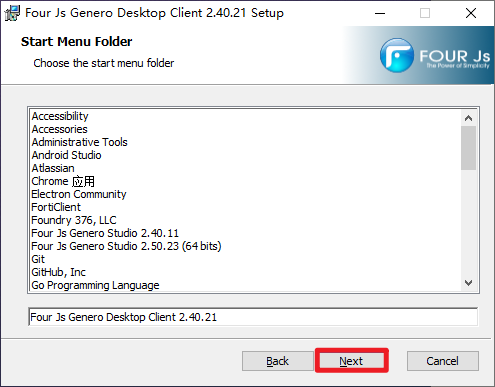 Four Js Genero Desktop Client 2.40.21 Setup
Start Menu Folder
Choose the start menu folder
FOUR Js
The Power of Simplicity
Accessibility
Accessories
Administrative Tools
Android Studio
Atlassian
Chrome 应用
Electron Community
FortiClient
Foundry 376, LLC
Four Js Genero Studio 2.40.11
Four Js Genero Studio 2.50.23 (64 bits)
Git
GitHub, Inc
Go Programming Language
Four Js Genero Desktop Client 2.40.21
Back
Next
Cancel